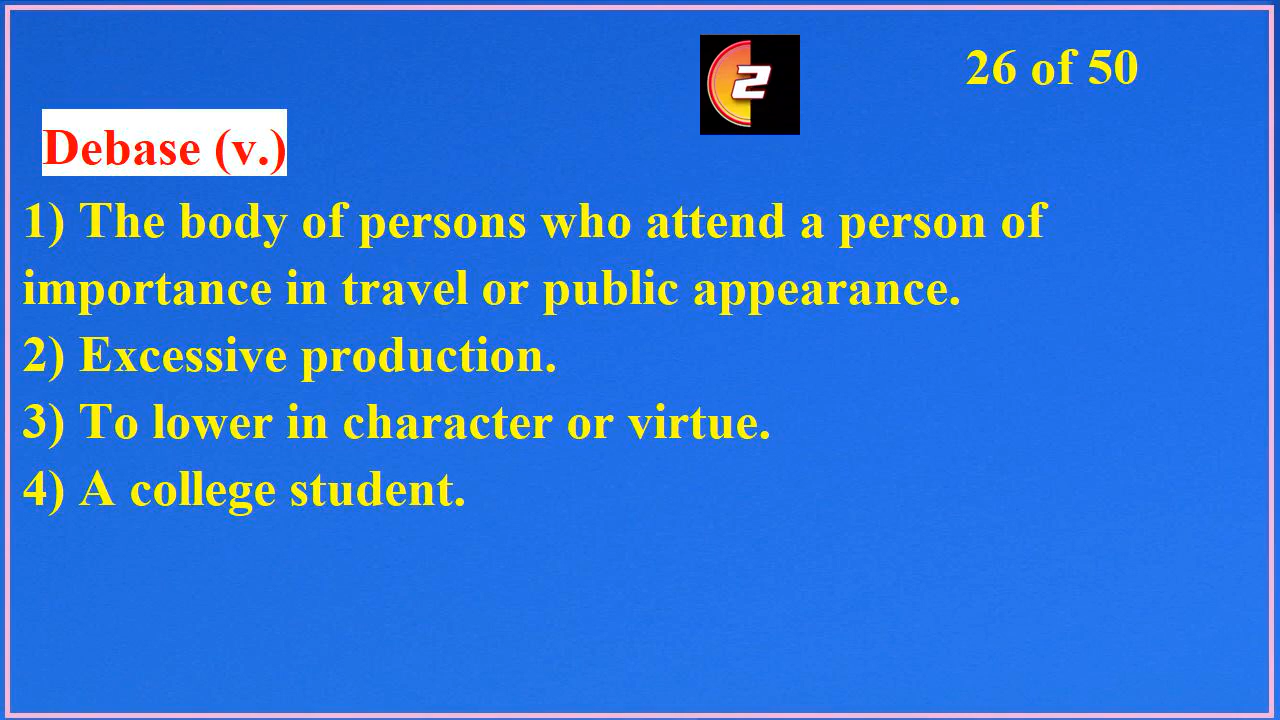 26 of 50
2
Debase (v.)
1) The body of persons who attend a person of
importance in travel or public appearance.
2) Excessive production.
3) To lower in character or virtue.
4) A college student.